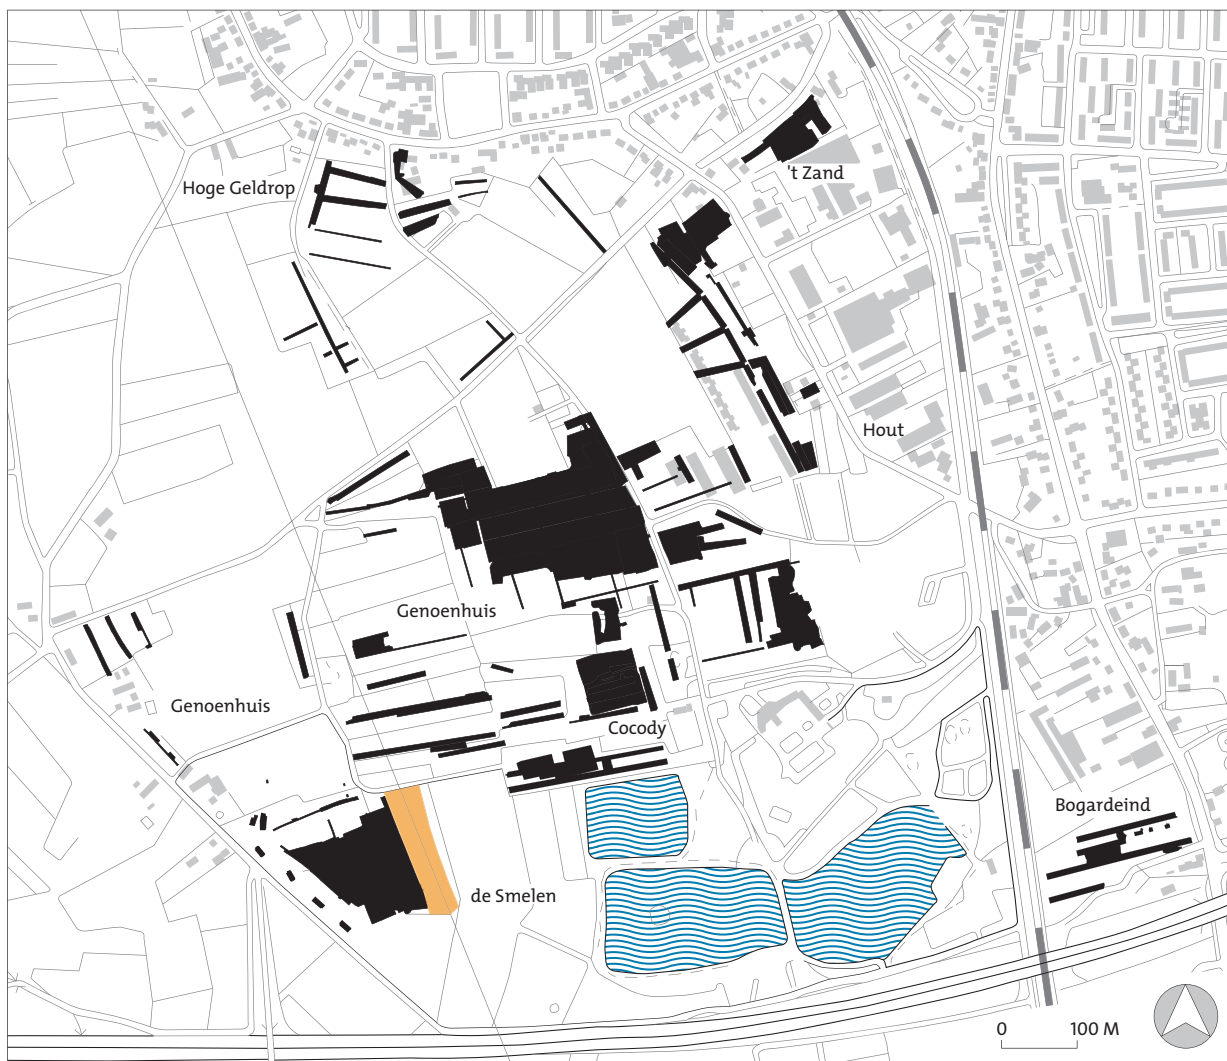 't Zand
Hoge Geldrop
Hout
Genoenhuis
Genoenhuis
Cocody
Bogardeind
de Smelen
0 100 M